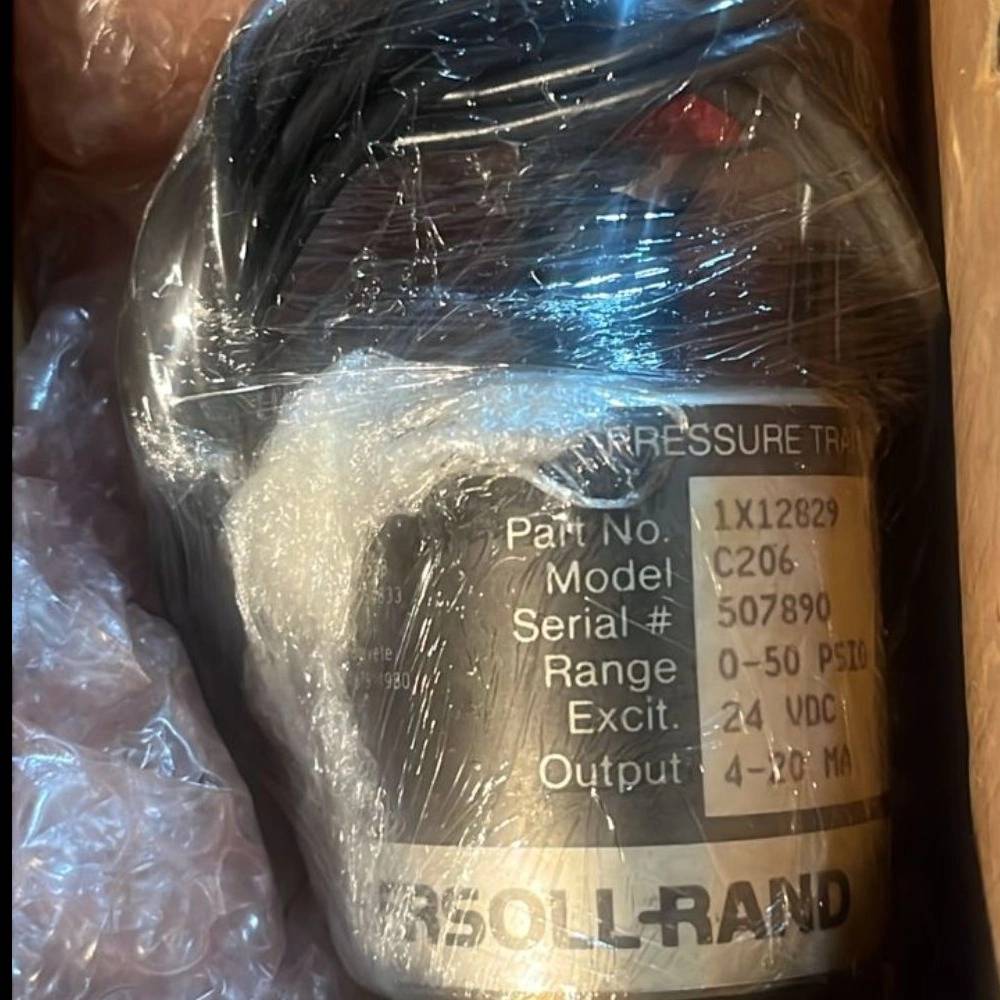 PRESSURE TRA
Part No. 1X12829
Model C206
Serial # 507890
Range 0-50 PSID
Excit. 24 VDC
Output 4-20 MA
RSOLL-RAND